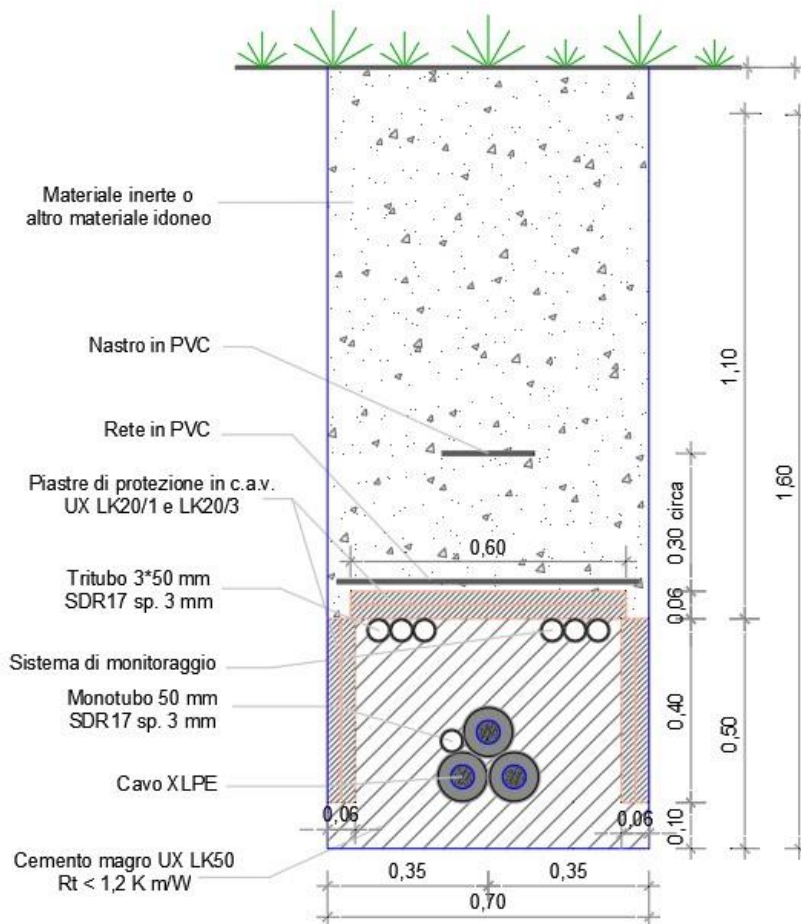 Materiale inerte o
altro materiale idoneo
Nastro in PVC
Rete in PVC
Piastre di protezione in c.a.v.
UX LK20/1 e LK20/3
Tritubo 3*50 mm
SDR17 sp. 3 mm
Sistema di monitoraggio
Monotubo 50 mm
SDR17 sp. 3 mm
Cavo XLPE
Cemento magro UX LK50
Rt < 1,2 K m/W
0,60
0,06
0,06
0,35
0,35
0,70
0,30 circa
0,06
0,40
0,10
1,10
0,50
1,60